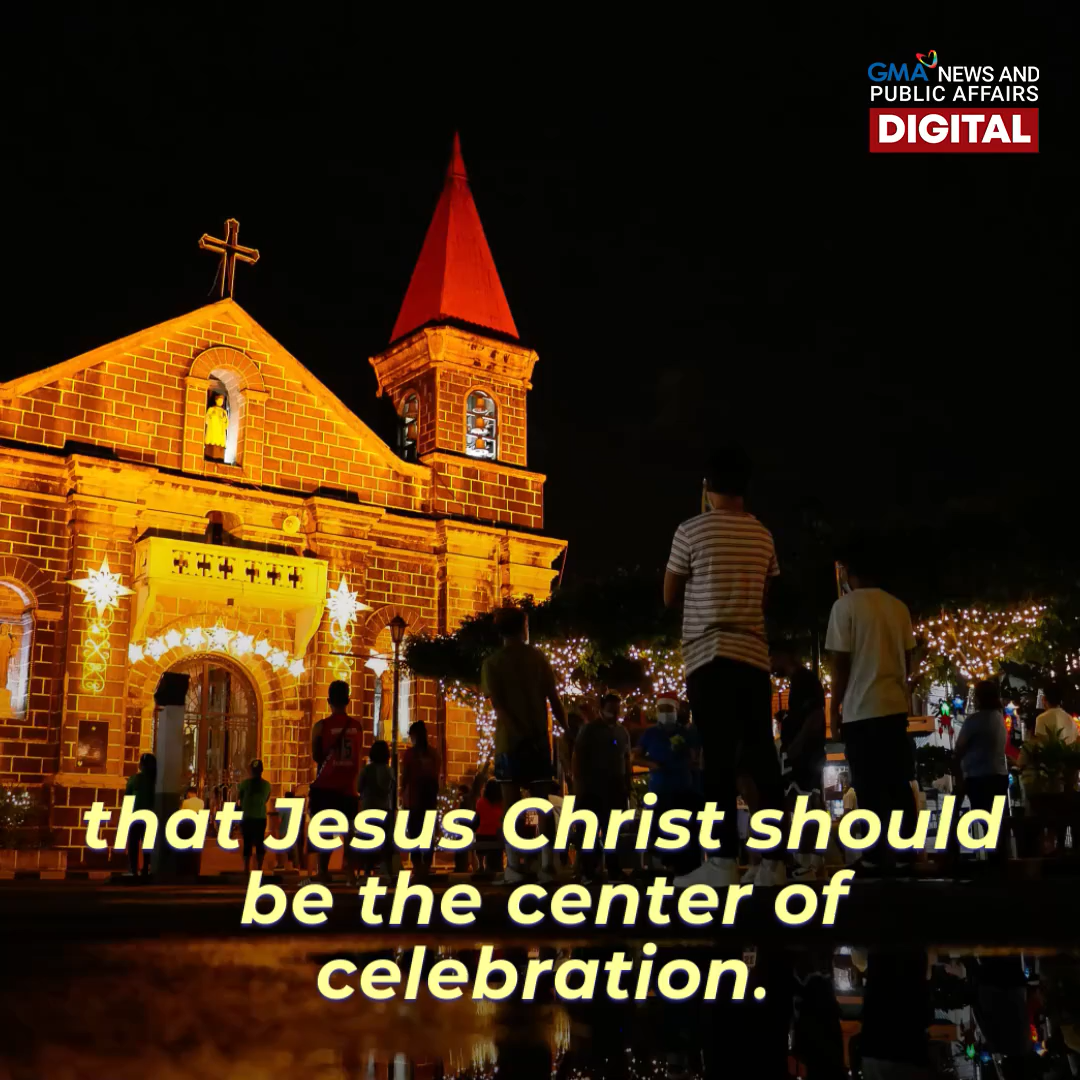 GMA NEWS AND
PUBLIC AFFAIRS
DIGITAL
that Jesus Christ should
be the center of
celebration.